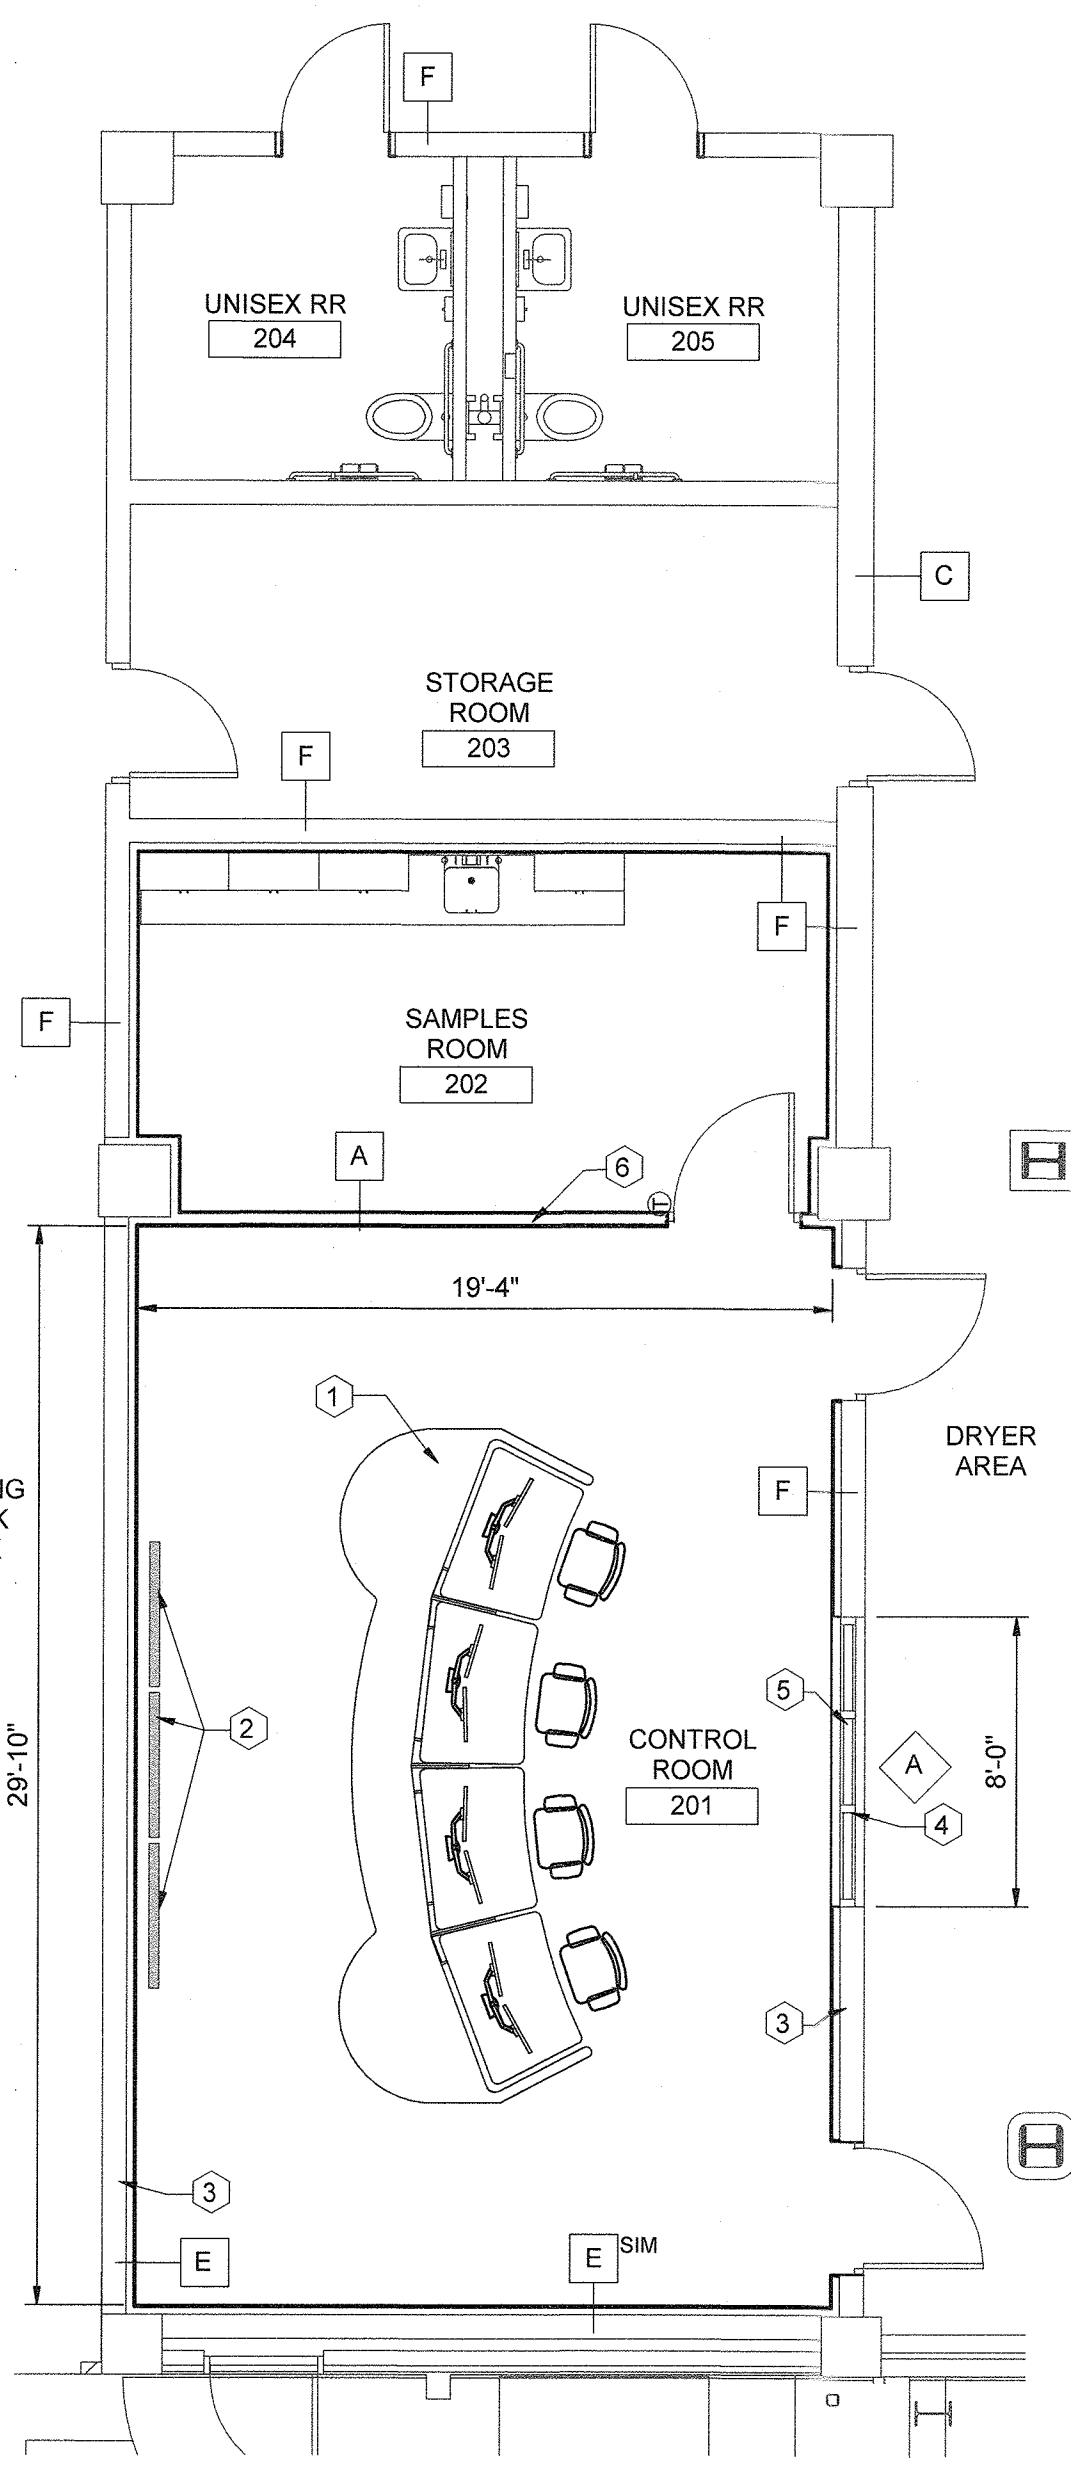 F
UNISEX RR
204
UNISEX RR
205
C
STORAGE
ROOM
203
F
F
F
SAMPLES
ROOM
202
A
6
T
19'-4"
1
DRYER
AREA
F
IG
K
29'-10"
2
5
CONTROL
ROOM
201
A
8'-0"
4
3
3
E
E SIM